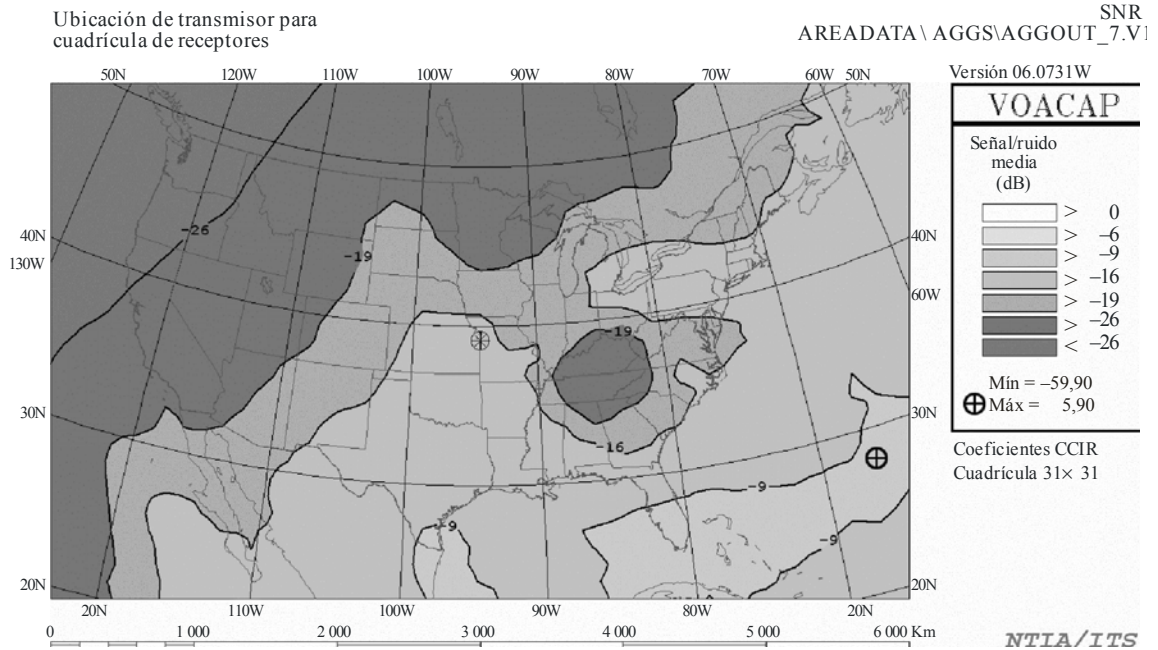 Ubicación de transmisor para
cuadrícula de receptores
SNR
AREADATA\ AGGS\AGGOUT_7.V1
50N 120W 110W 100W 90W 80W 70W 60W 50N
Versión 06.0731W
VOACAP
Señal/ruido
media
(dB)
> 0
> –6
> –9
> –16
> –19
> –26
< –26
Mín = –59,90
Máx = 5,90
Coeficientes CCIR
Cuadrícula 31× 31
40N
130W
30N
20N
40N
60W
30N
20N
-26
-19
-19
-16
-9
-9
-9
20N 110W 100W 90W 80W 20N
0 1 000 2 000 3 000 4 000 5 000 6 000 Km
NTIA/ITS